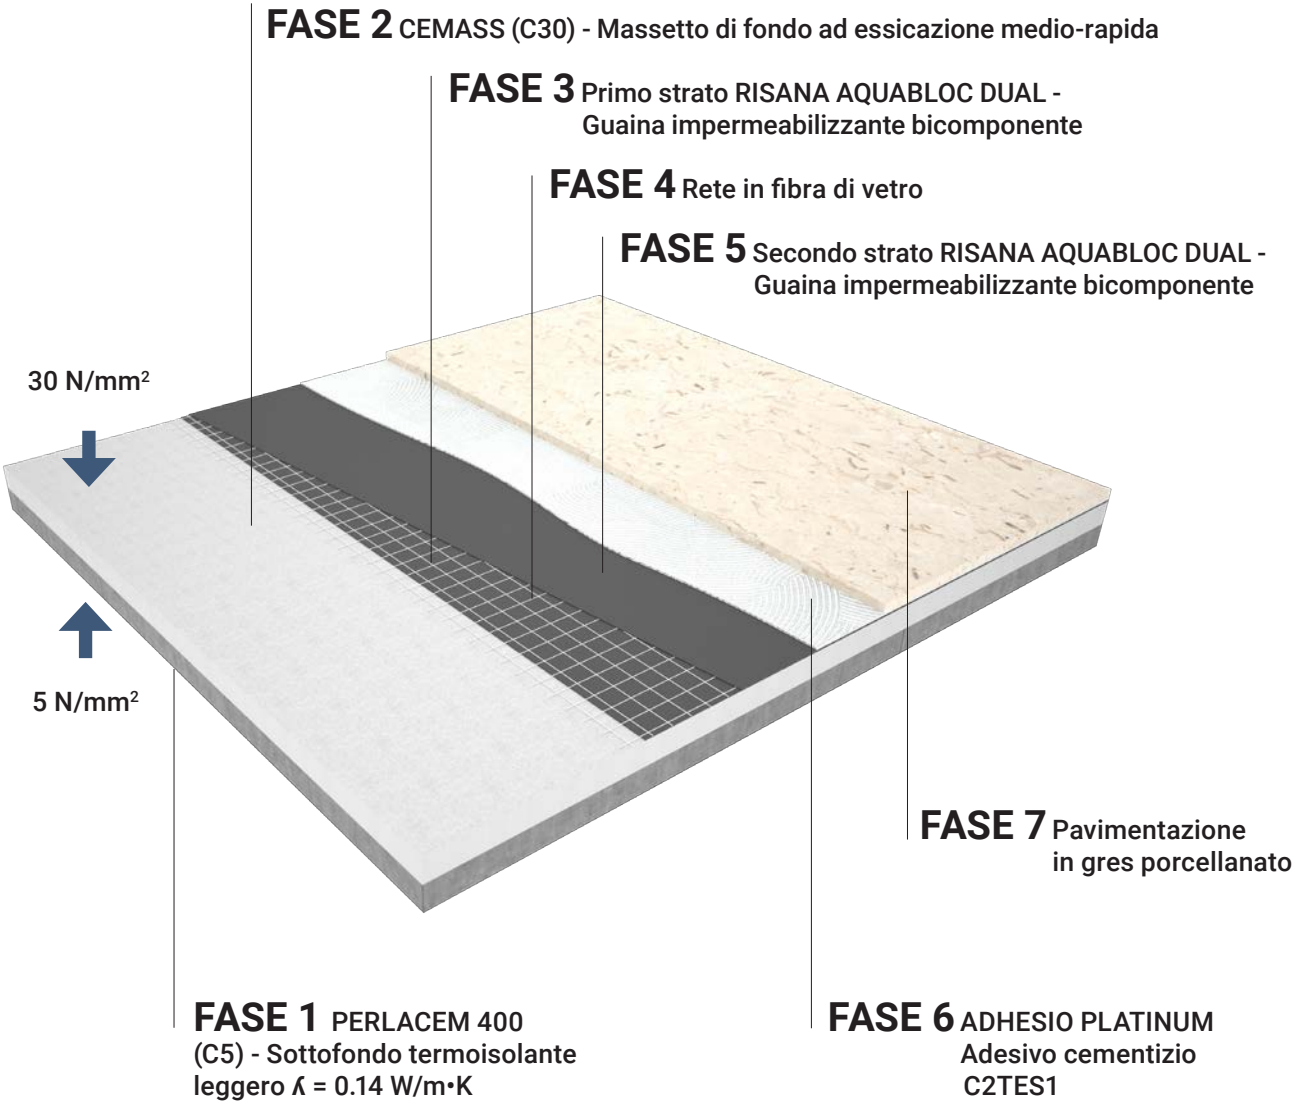 FASE 2 CEMASS (C30) - Massetto di fondo ad essicazione medio-rapida
FASE 3 Primo strato RISANA AQUABLOC DUAL -
Guaina impermeabilizzante bicomponente
FASE 4 Rete in fibra di vetro
FASE 5 Secondo strato RISANA AQUABLOC DUAL -
Guaina impermeabilizzante bicomponente
30 N/mm²
5 N/mm²
FASE 7 Pavimentazione
in gres porcellanato
FASE 1 PERLACEM 400
(C5) - Sottofondo termoisolante
leggero ʎ = 0.14 W/m•K
FASE 6 ADHESIO PLATINUM
Adesivo cementizio
C2TES1